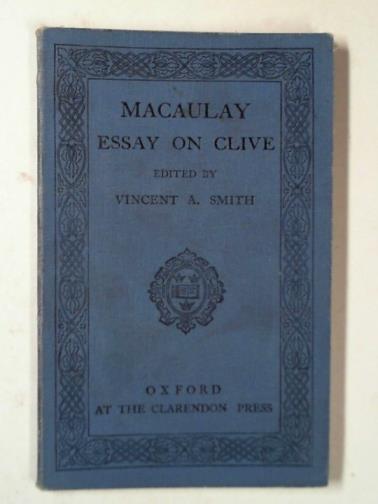 MACAULAY
ESSAY ON CLIVE
EDITED BY
VINCENT A. SMITH
OXFORD
AT THE CLARENDON PRESS